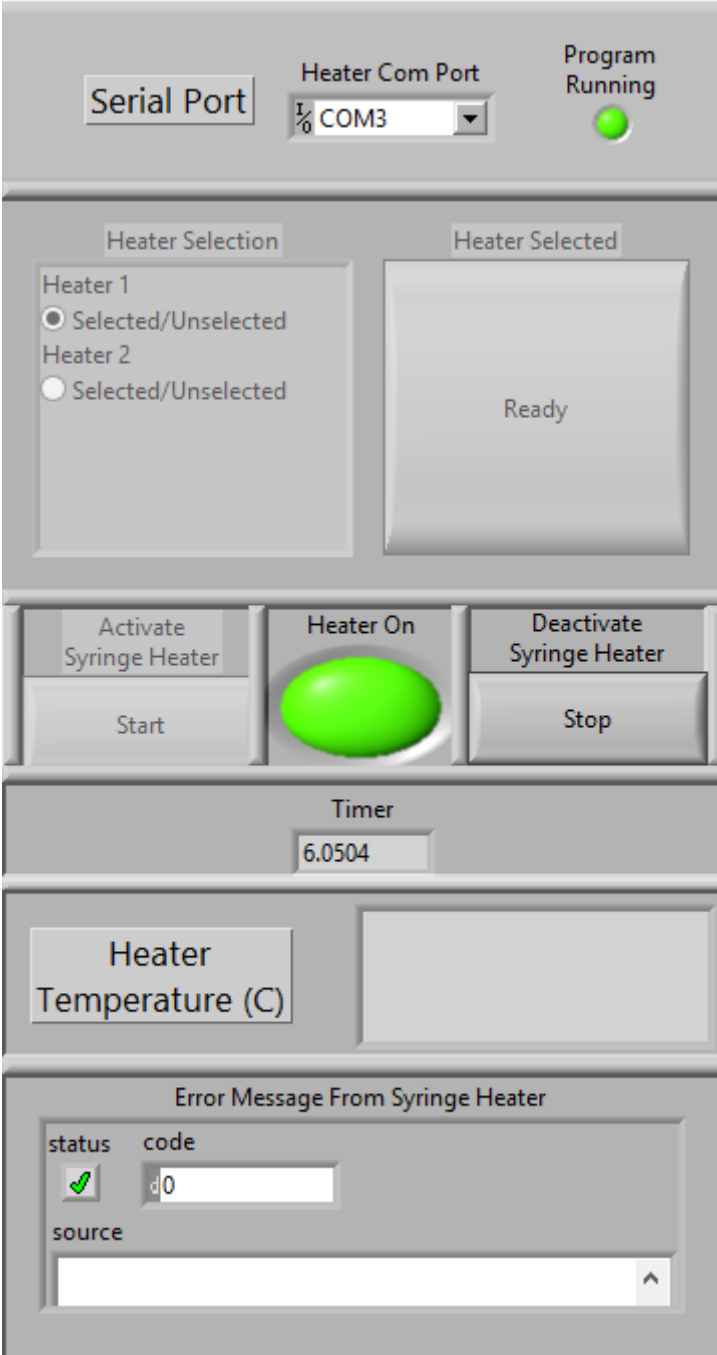 Serial Port
Heater Com Port
I/O COM3
Program
Running
Heater Selection
Heater 1
Selected/Unselected
Heater 2
Selected/Unselected
Heater Selected
Ready
Activate
Syringe Heater
Start
Heater On
Deactivate
Syringe Heater
Stop
Timer
6.0504
Heater
Temperature (C)
Error Message From Syringe Heater
status
code
d 0
source